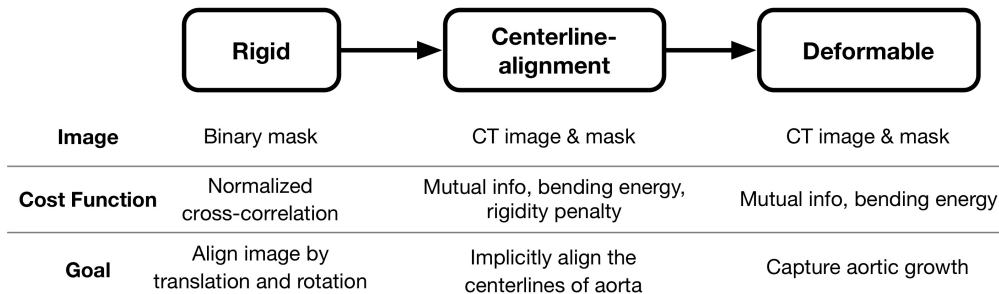 Rigid
Centerline-
alignment
Deformable
Image
Binary mask
CT image & mask
CT image & mask
Cost Function
Normalized
cross-correlation
Mutual info, bending energy,
rigidity penalty
Mutual info, bending energy
Goal
Align image by
translation and rotation
Implicitly align the
centerlines of aorta
Capture aortic growth